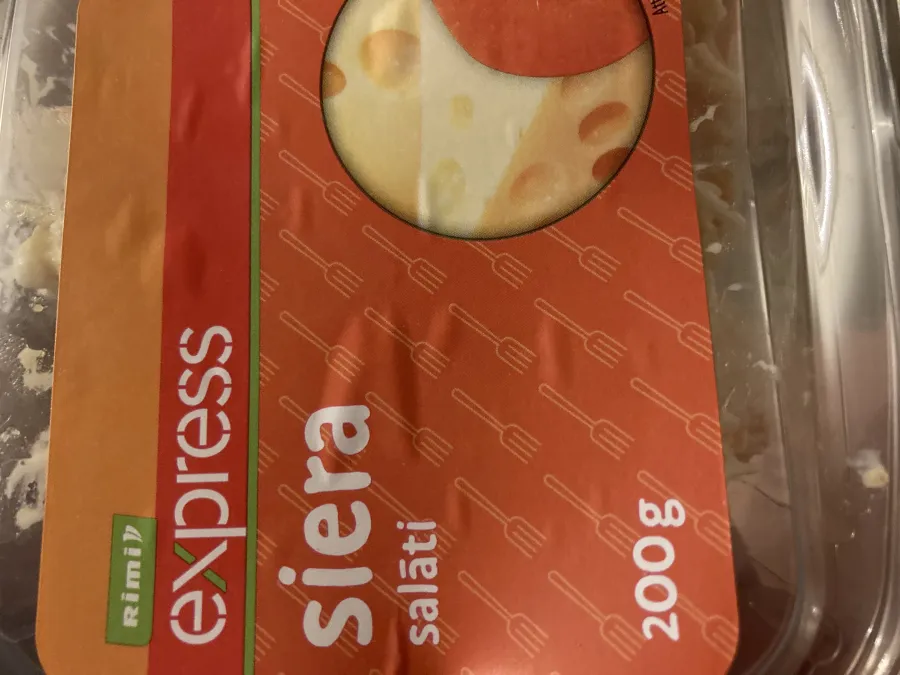 Rimi
express
siera
salāti
200g